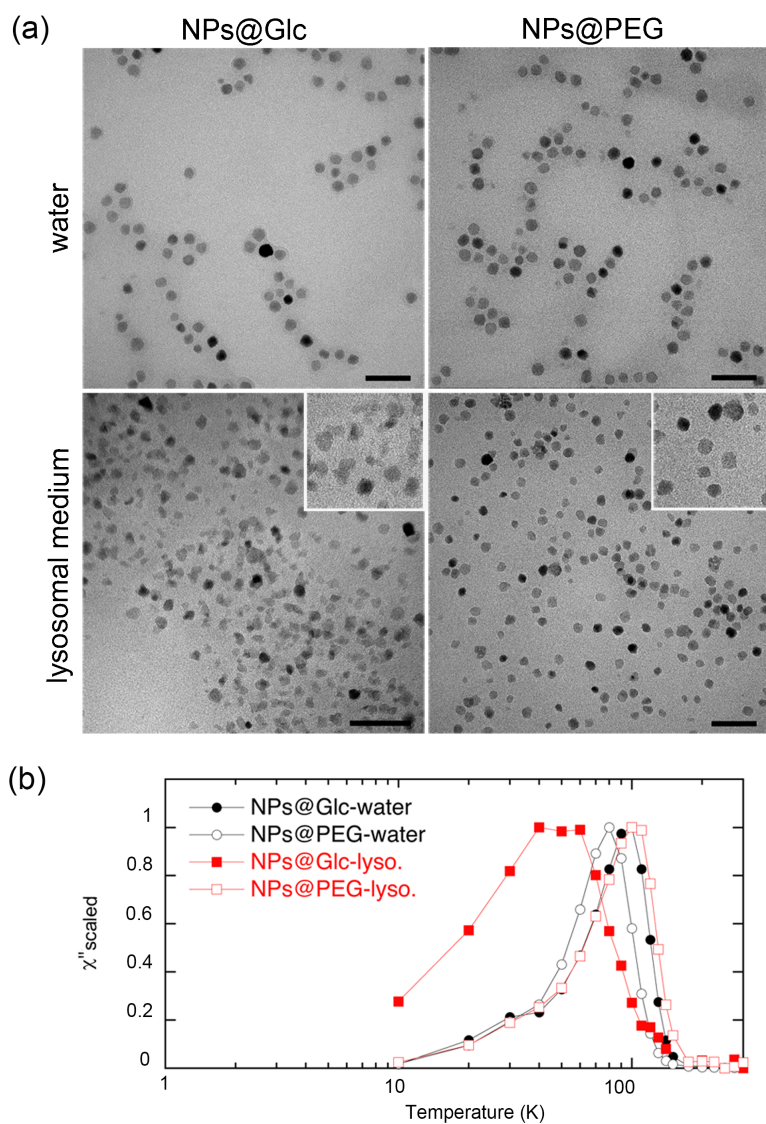 (a)
NPs@Glc
NPs@PEG
water
lysosomal medium
(b)
NPs@Glc-water
NPs@PEG-water
NPs@Glc-lyso.
NPs@PEG-lyso.
1
0.8
0.6
0.4
0.2
0
χ" scaled
1
10
100
Temperature (K)